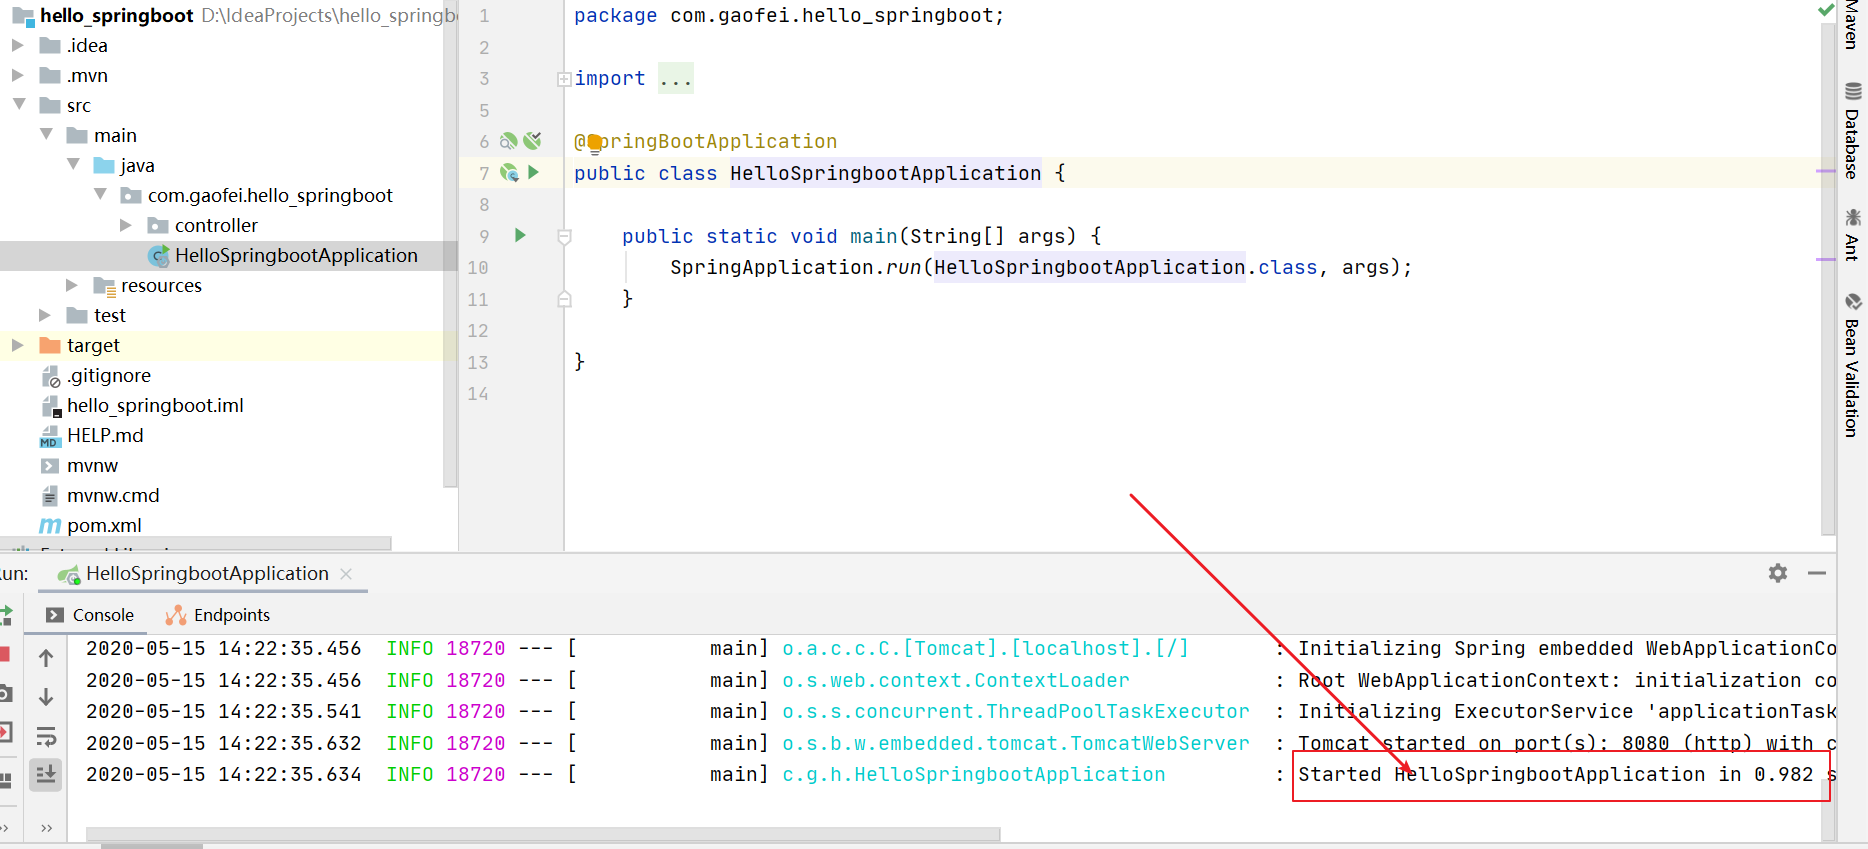 hello_springboot D:\IdeaProjects\hello_springb
.idea
.mvn
src
main
java
com.gaofei.hello_springboot
controller
HelloSpringbootApplication
resources
test
target
.gitignore
hello_springboot.iml
HELP.md
mvnw
mvnw.cmd
pom.xml
1 package com.gaofei.hello_springboot;
2
3 import ...
5
6 @SpringBootApplication
7 public class HelloSpringbootApplication {
8
9 public static void main(String[] args) {
10 SpringApplication.run(HelloSpringbootApplication.class, args);
11 }
12
13 }
14
Maven
Database
Ant
Bean Validation
un: HelloSpringbootApplication
Console Endpoints
2020-05-15 14:22:35.456 INFO 18720 --- [ main] o.a.c.c.C.[Tomcat].[localhost].[/] : Initializing Spring embedded WebApplicationCo
2020-05-15 14:22:35.456 INFO 18720 --- [ main] o.s.web.context.ContextLoader : Root WebApplicationContext: initialization co
2020-05-15 14:22:35.541 INFO 18720 --- [ main] o.s.s.concurrent.ThreadPoolTaskExecutor : Initializing ExecutorService 'applicationTask
2020-05-15 14:22:35.632 INFO 18720 --- [ main] o.s.b.w.embedded.tomcat.TomcatWebServer : Tomcat started on port(s): 8080 (http) with c
2020-05-15 14:22:35.634 INFO 18720 --- [ main] c.g.h.HelloSpringbootApplication : Started HelloSpringbootApplication in 0.982 s